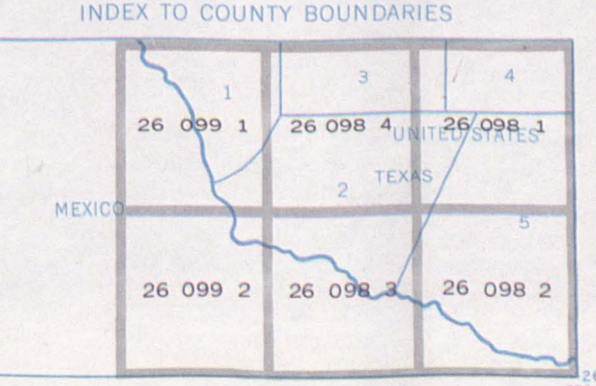 INDEX TO COUNTY BOUNDARIES
1
3
4
26 099 1
26 098 4
26 098 1
UNITED STATES
TEXAS
2
MEXICO
5
26 099 2
26 098 3
26 098 2
26